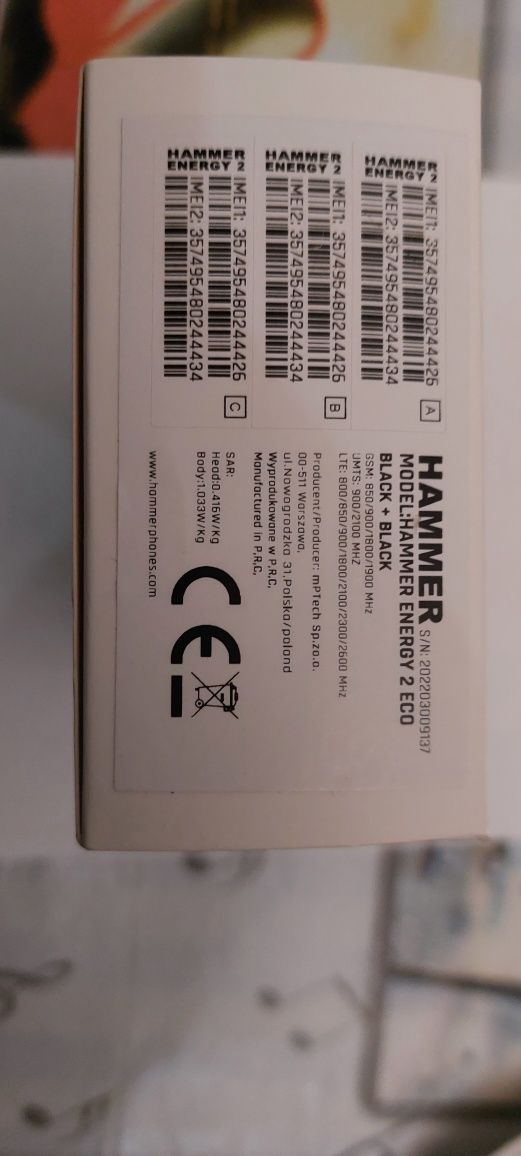 HAMMER S/N: 202203009137
MODEL:HAMMER ENERGY 2 ECO
BLACK + BLACK
GSM: 850/900/1800/1900 MHz
UMTS: 900/2100 MHz
LTE: 800/850/900/1800/2100/2300/2600 MHz
Producent/Producer: mPTech Sp.zo.o.
00-511 Warszawa,
ul.Nowogrodzka 31,Polska/poland
Wyprodukowane w P,R,C,
Manufactured in P,R,C,
SAR:
Head:0.416W/Kg
Body:1.033W/Kg
CE
www.hammerphones.com
HAMMER
ENERGY 2
A
IMEI1: 357495480244426
IMEI2: 357495480244434
HAMMER
ENERGY 2
B
IMEI1: 357495480244426
IMEI2: 357495480244434
HAMMER
ENERGY 2
C
IMEI1: 357495480244426
IMEI2: 357495480244434